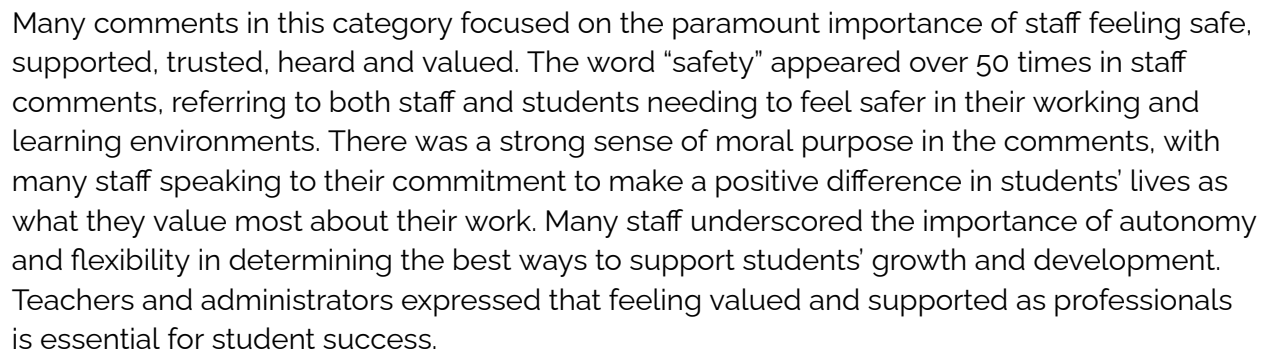 Many comments in this category focused on the paramount importance of staff feeling safe,
supported, trusted, heard and valued. The word “safety” appeared over 50 times in staff
comments, referring to both staff and students needing to feel safer in their working and
learning environments. There was a strong sense of moral purpose in the comments, with
many staff speaking to their commitment to make a positive difference in students’ lives as
what they value most about their work. Many staff underscored the importance of autonomy
and flexibility in determining the best ways to support students’ growth and development.
Teachers and administrators expressed that feeling valued and supported as professionals
is essential for student success.